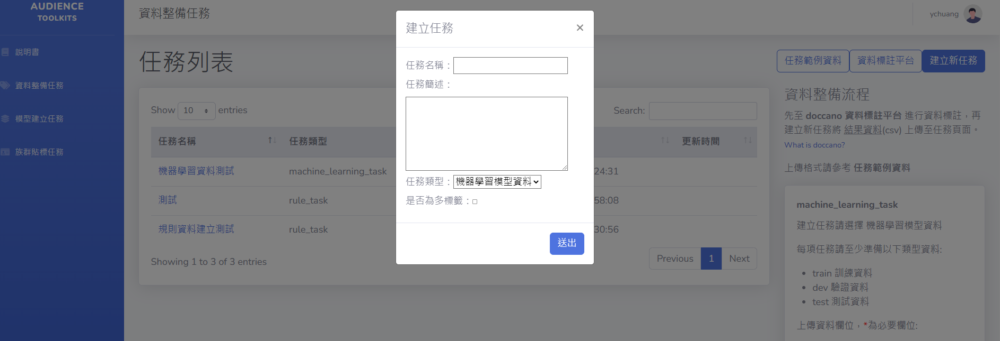 AUDIENCE
TOOLKITS
說明書
資料整備任務
模型建立任務
族群貼標任務
資料整備任務
ychuang
任務列表
任務範例資料
資料標註平台
建立新任務
Show 10 entries
Search:
任務名稱
任務類型
更新時間
機器學習資料測試
machine_learning_task
24:31
測試
rule_task
58:08
規則資料建立測試
rule_task
30:56
Showing 1 to 3 of 3 entries
Previous 1 Next
建立任務
×
任務名稱：
任務簡述：
任務類型：機器學習模型資料
是否為多標籤：
送出
資料整備流程
先至 doccano 資料標註平台 進行資料標註，再
建立新任務將 結果資料(csv) 上傳至任務頁面。
What is doccano?
上傳格式請參考 任務範例資料
machine_learning_task
建立任務請選擇 機器學習模型資料
每項任務請至少準備以下類型資料:
• train 訓練資料
• dev 驗證資料
• test 測試資料
上傳資料欄位，*為必要欄位: